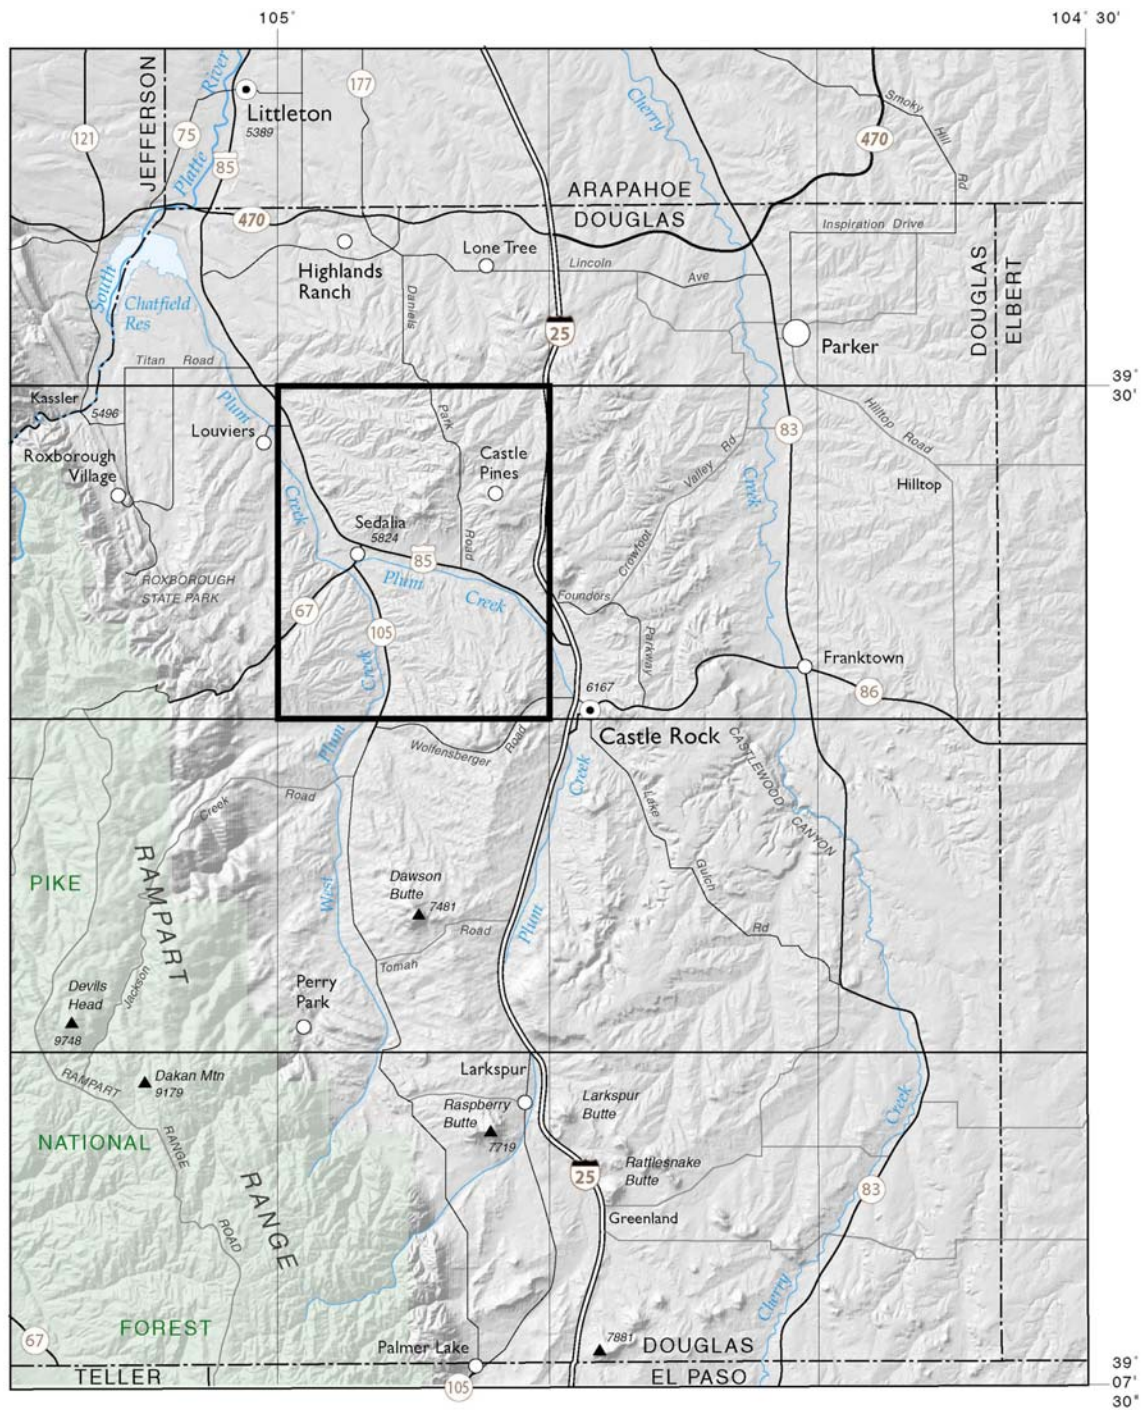 105°
104° 30'
JEFFERSON
River
Littleton
5389
177
121
75
85
Platte
470
Cherry
Smoky
Hill
Rd
470
ARAPAHOE
DOUGLAS
Inspiration Drive
Highlands
Ranch
Lone Tree
Lincoln
Ave
DOUGLAS
ELBERT
South
Chatfield
Res
Daniels
25
Parker
Titan Road
39°
30'
Kassler
5496
Plum
Louviers
Park
Hilltop
Road
83
Roxborough
Village
Castle
Pines
Valley Rd
Creek
Hilltop
Creek
Sedalia
5824
Road
85
Crowfoot
ROXBOROUGH
STATE PARK
Plum
Creek
Foundors
67
105
Parkway
Creek
Franktown
86
6167
Castle Rock
Plum
Wolfensberger
Road
CASTLEWOOD
CANYON
Creek
Creek
Road
Lake
Gulch
Rd
RAMPART
PIKE
West
Dawson
Butte
7481
Plum
Road
Tomah
Jackson
Devils
Head
9748
Perry
Park
Larkspur
RAMPART
Dakan Mtn
9179
Raspberry
Butte
7719
Larkspur
Butte
Creek
NATIONAL
RANGE
RANGE
Rattlesnake
Butte
25
83
ROAD
Greenland
Cherry
FOREST
67
Palmer Lake
7881
DOUGLAS
39°
07'
30"
TELLER
105
EL PASO